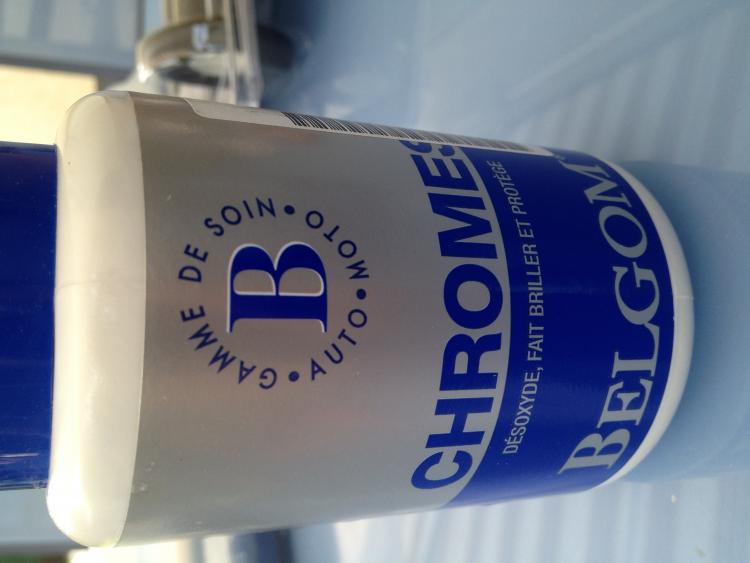 GAMME DE SOIN • MOTO • AUTO •
B
CHROMES
DÉSOXYDE, FAIT BRILLER ET PROTÈGE
BELGOM